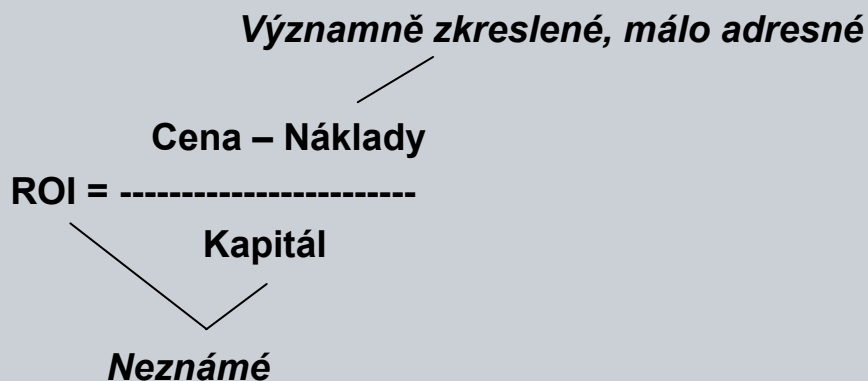 Významně zkreslené, málo adresné
Cena – Náklady
ROI = ------------------------
Kapitál
Neznámé